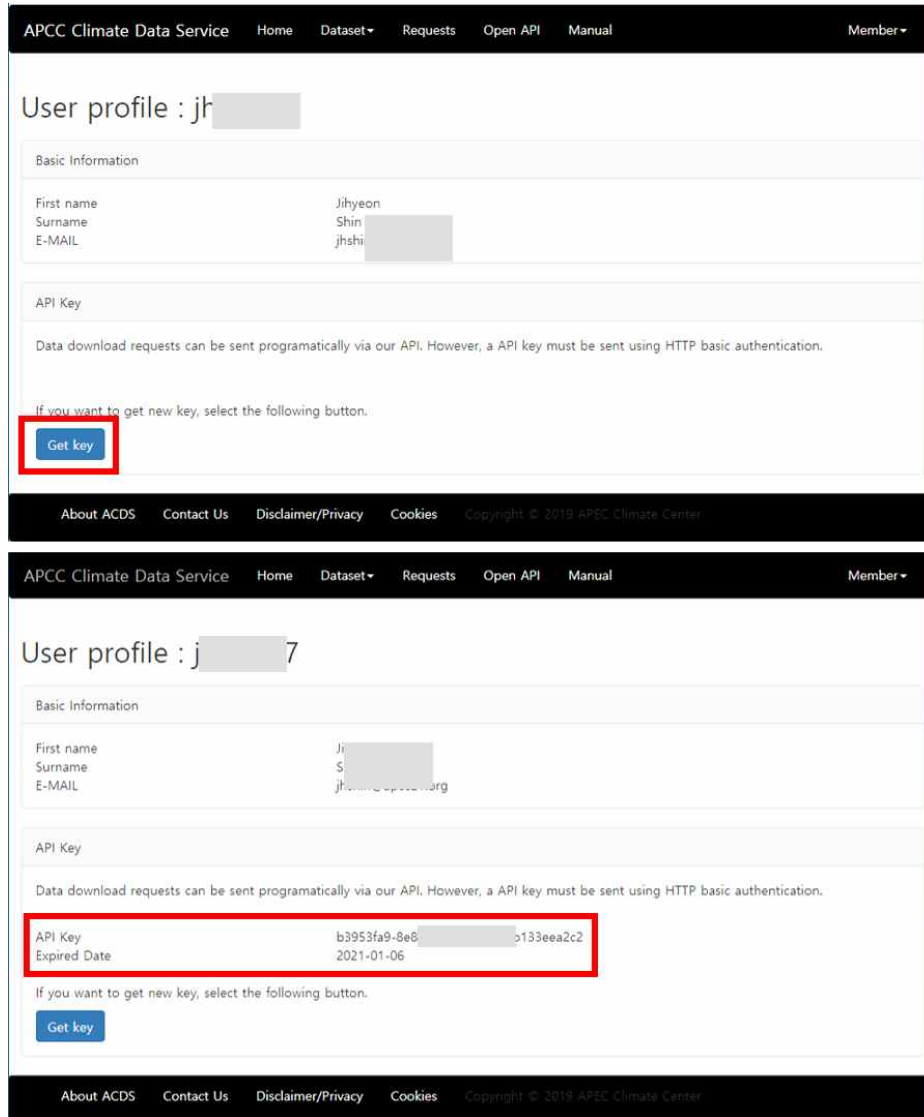 APCC Climate Data Service Home Dataset Requests Open API Manual Member
User profile : jh
Basic Information
First name Jihyeon
Surname Shin
E-MAIL jhshi
API Key
Data download requests can be sent programatically via our API. However, a API key must be sent using HTTP basic authentication.
If you want to get new key, select the following button.
Get key
About ACDS Contact Us Disclaimer/Privacy Cookies Copyright © 2019 APEC Climate Center
APCC Climate Data Service Home Dataset Requests Open API Manual Member
User profile : j 7
Basic Information
First name Ji
Surname S
E-MAIL jh org
API Key
Data download requests can be sent programatically via our API. However, a API key must be sent using HTTP basic authentication.
API Key b3953fa9-8e8 133eea2c2
Expired Date 2021-01-06
If you want to get new key, select the following button.
Get key
About ACDS Contact Us Disclaimer/Privacy Cookies Copyright © 2019 APEC Climate Center